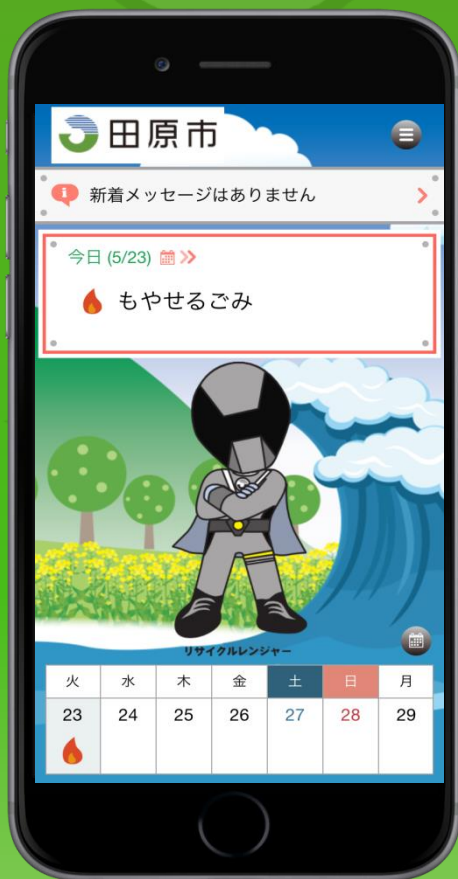 田原市
新着メッセージはありません
今日 (5/23)
もやせるごみ
リサイクルレンジャー
火 水 木 金 土 日 月
23 24 25 26 27 28 29